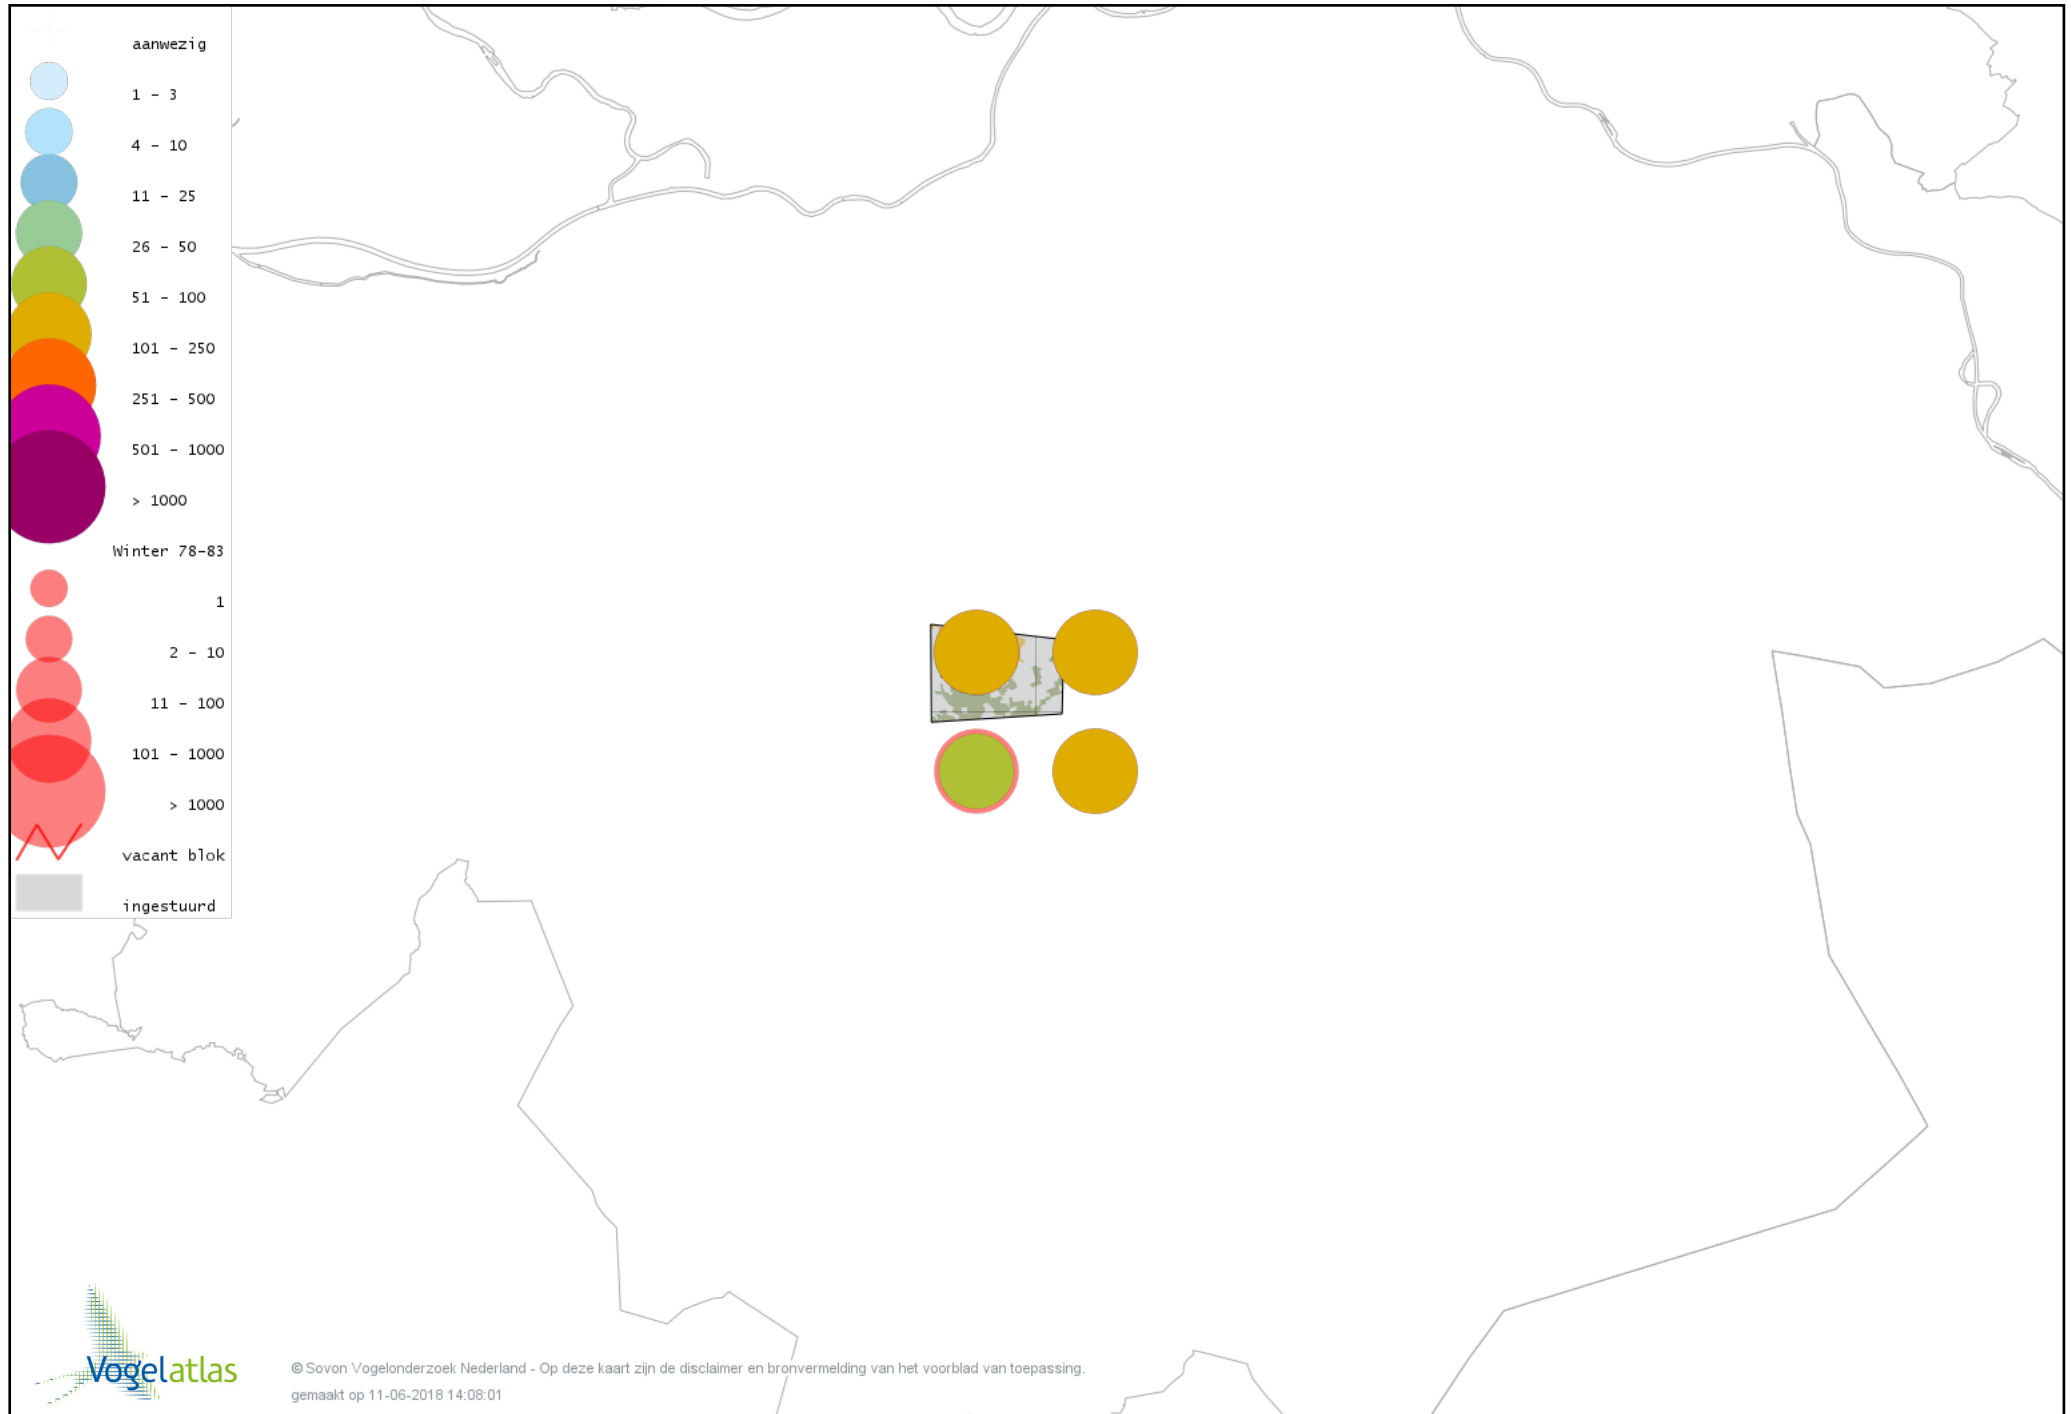 aanwezig
1 - 3
4 - 10
11 - 25
26 - 50
51 - 100
101 - 250
251 - 500
501 - 1000
> 1000
Winter 78-83
1
2 - 10
11 - 100
101 - 1000
> 1000
vacant blok
ingestuurd
Vogelatlas
© Sovon Vogelonderzoek Nederland - Op deze kaart zijn de disclaimer en bronvermelding van het voorblad van toepassing.
gemaakt op 11-06-2018 14:08:01